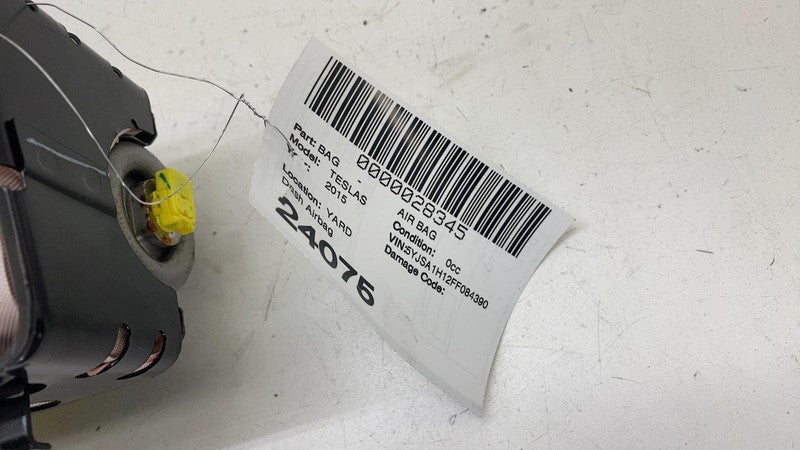 0000028345
Part: BAG
AIR BAG
Model: TESLAS
Condition: 0cc
2015
VIN:5YJSA1H12FF084390
Damage Code:
Location: YARD
Dash Airbag
24075